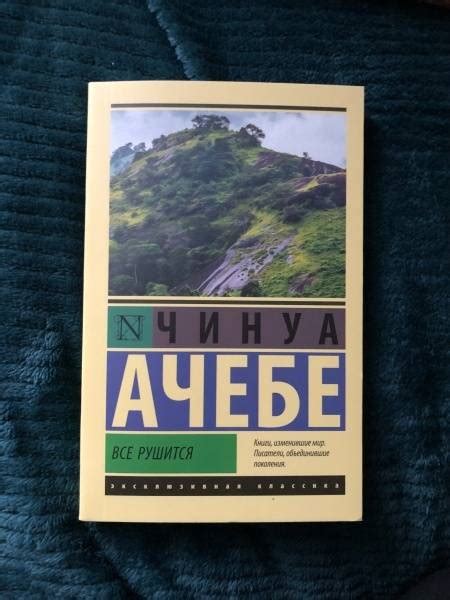 N ЧИНУА
АЧЕБЕ
ВСЕ РУШИТСЯ
Книги, изменившие мир.
Писатели, объединившие
поколения.
эксклюзивная классика